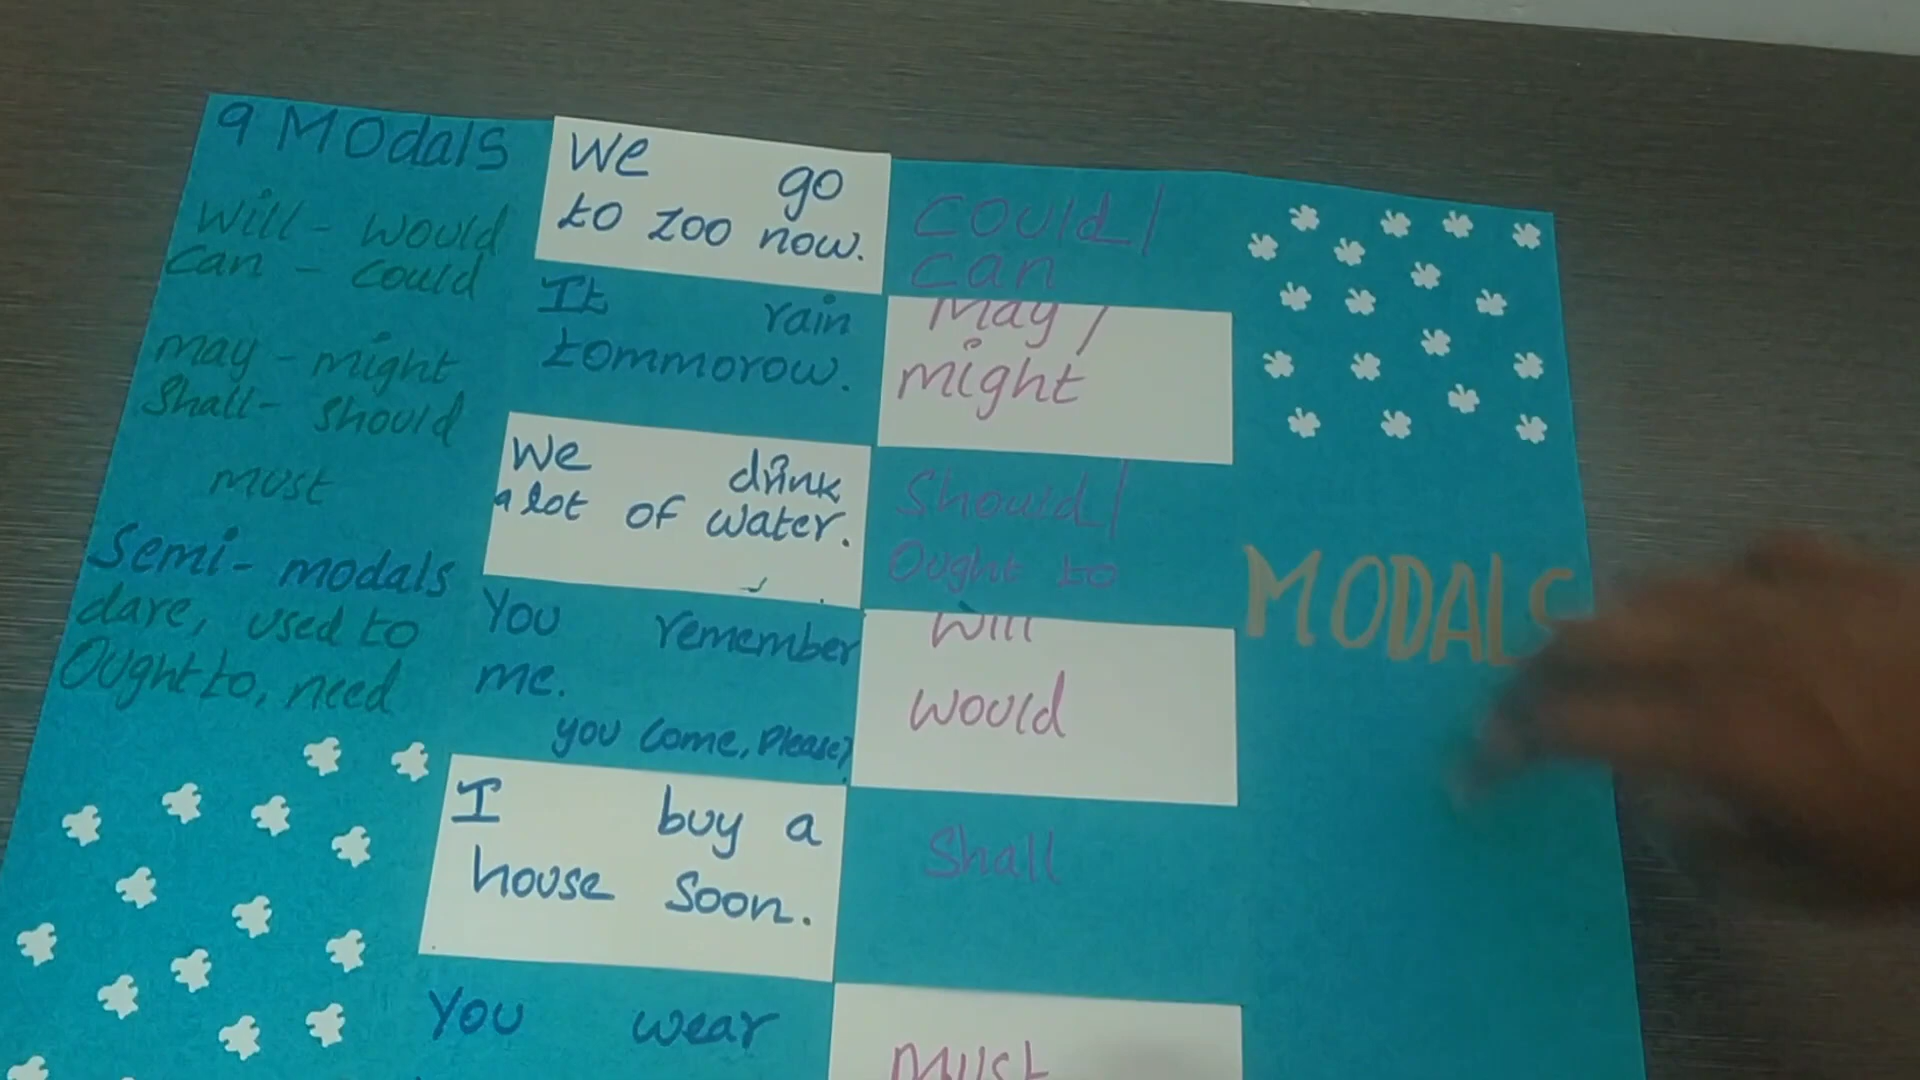 9 Modals
Will - would
can - could
may - might
Shall - should
must
Semi - modals
dare, used to
Ought to, need
We go
to zoo now.
It rain
tommorow.
We drink
a lot of water.
You remember
me.
you come, Please?
I buy a
house soon.
You wear
Could /
can
May /
might
Should /
Ought to
Will
would
Shall
Must
MODALS